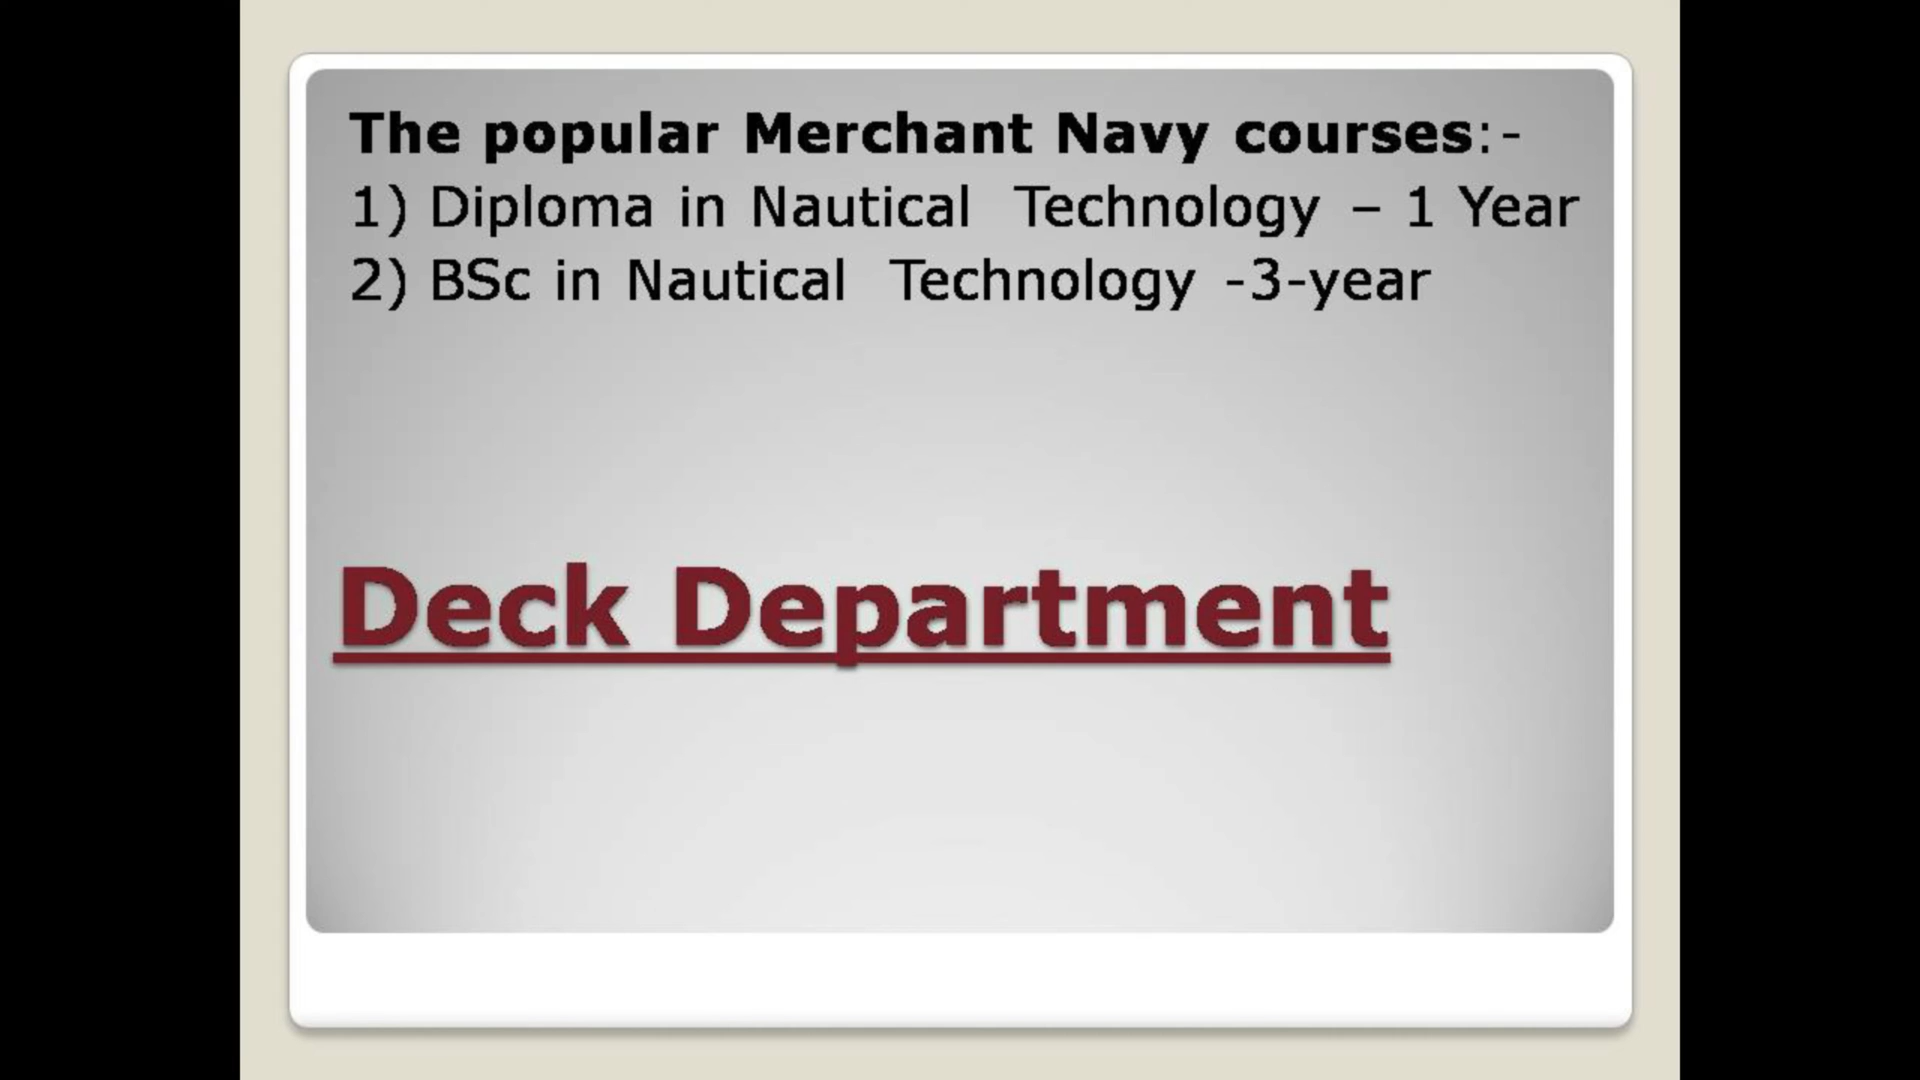 The popular Merchant Navy courses:-
1) Diploma in Nautical Technology – 1 Year
2) BSc in Nautical Technology -3-year
Deck Department